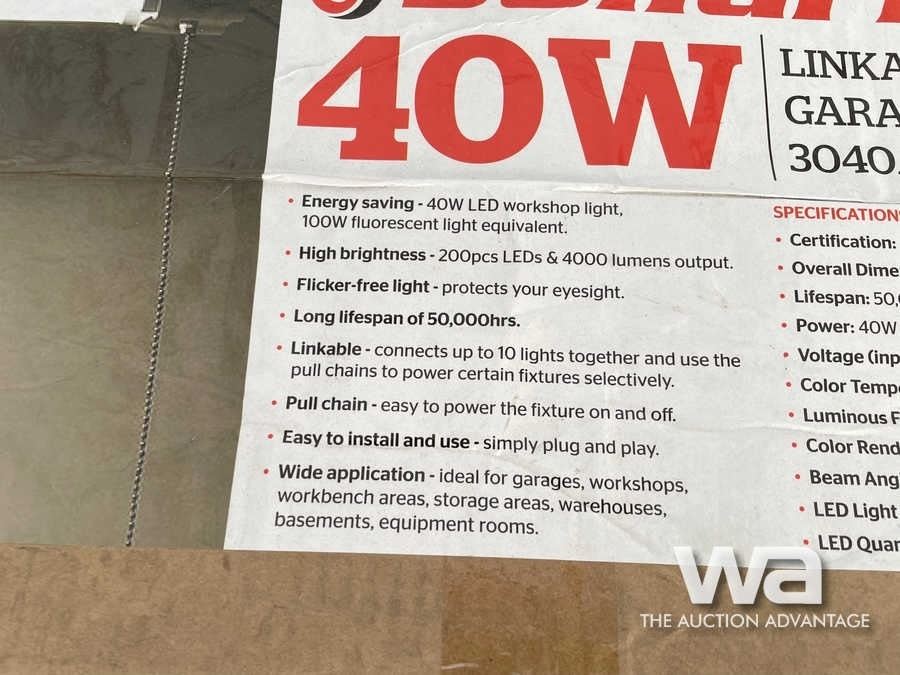 40W
LINKA
GARA
3040
• Energy saving - 40W LED workshop light,
100W fluorescent light equivalent.
• High brightness - 200pcs LEDs & 4000 lumens output.
• Flicker-free light - protects your eyesight.
• Long lifespan of 50,000hrs.
• Linkable - connects up to 10 lights together and use the
pull chains to power certain fixtures selectively.
• Pull chain - easy to power the fixture on and off.
• Easy to install and use - simply plug and play.
• Wide application - ideal for garages, workshops,
workbench areas, storage areas, warehouses,
basements, equipment rooms.
SPECIFICATION
• Certification:
• Overall Dime
• Lifespan: 50,
• Power: 40W
• Voltage (inp
• Color Temp
• Luminous F
• Color Rend
• Beam Ang
• LED Light
• LED Quan
wa
THE AUCTION ADVANTAGE